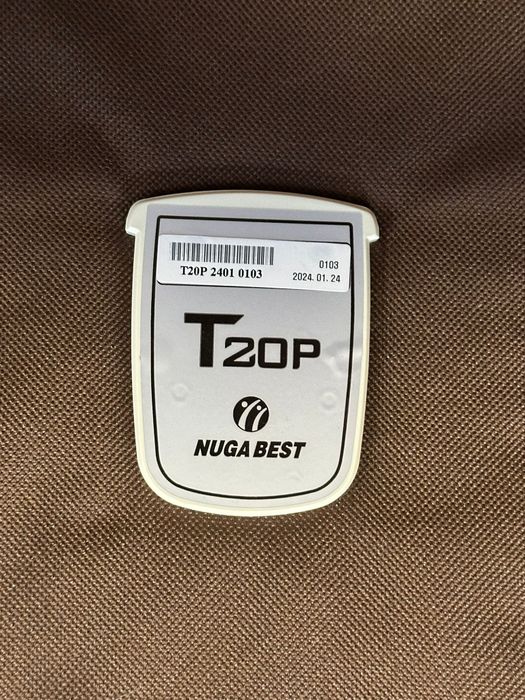 T20P 2401 0103
0103
2024. 01. 24
T20P
NUGA BEST